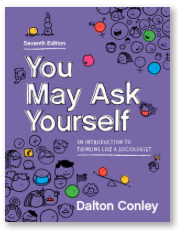 Seventh Edition
You
May Ask
Yourself
AN INTRODUCTION TO
THINKING LIKE A SOCIOLOGIST
Dalton Conley